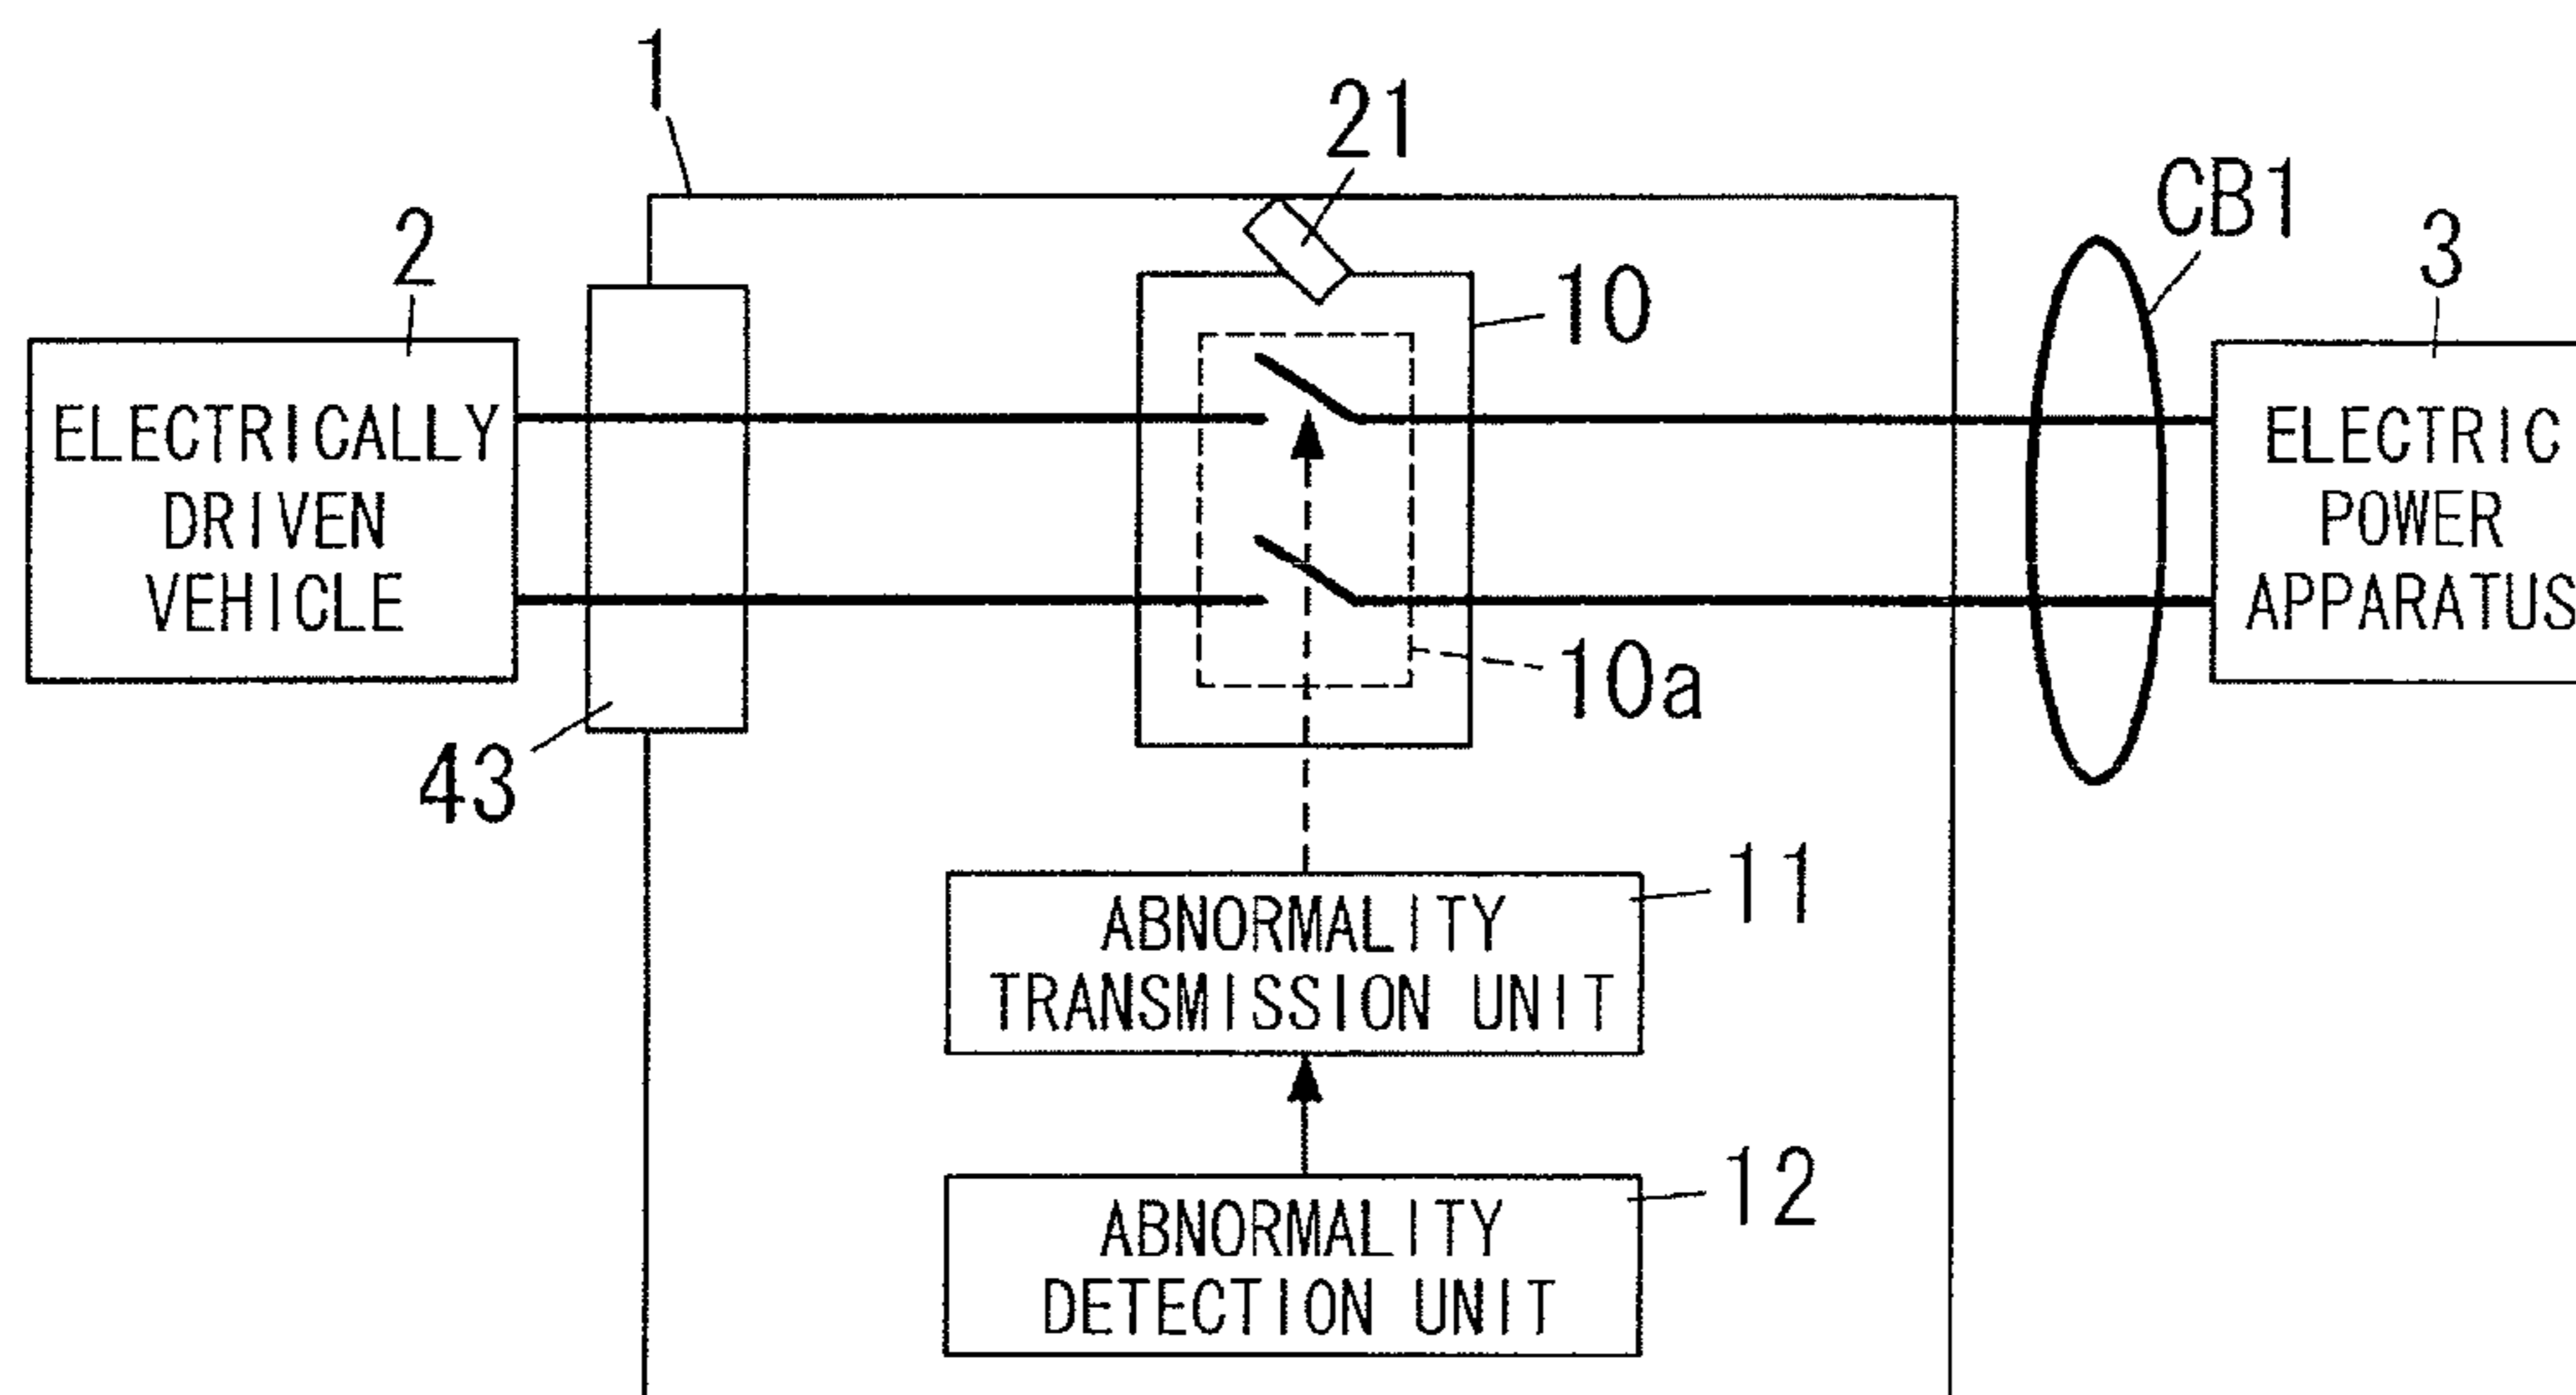 1
21
CB1
2
3
10
ELECTRICALLY
DRIVEN
VEHICLE
ELECTRIC
POWER
APPARATUS
10a
43
11
ABNORMALITY
TRANSMISSION UNIT
12
ABNORMALITY
DETECTION UNIT